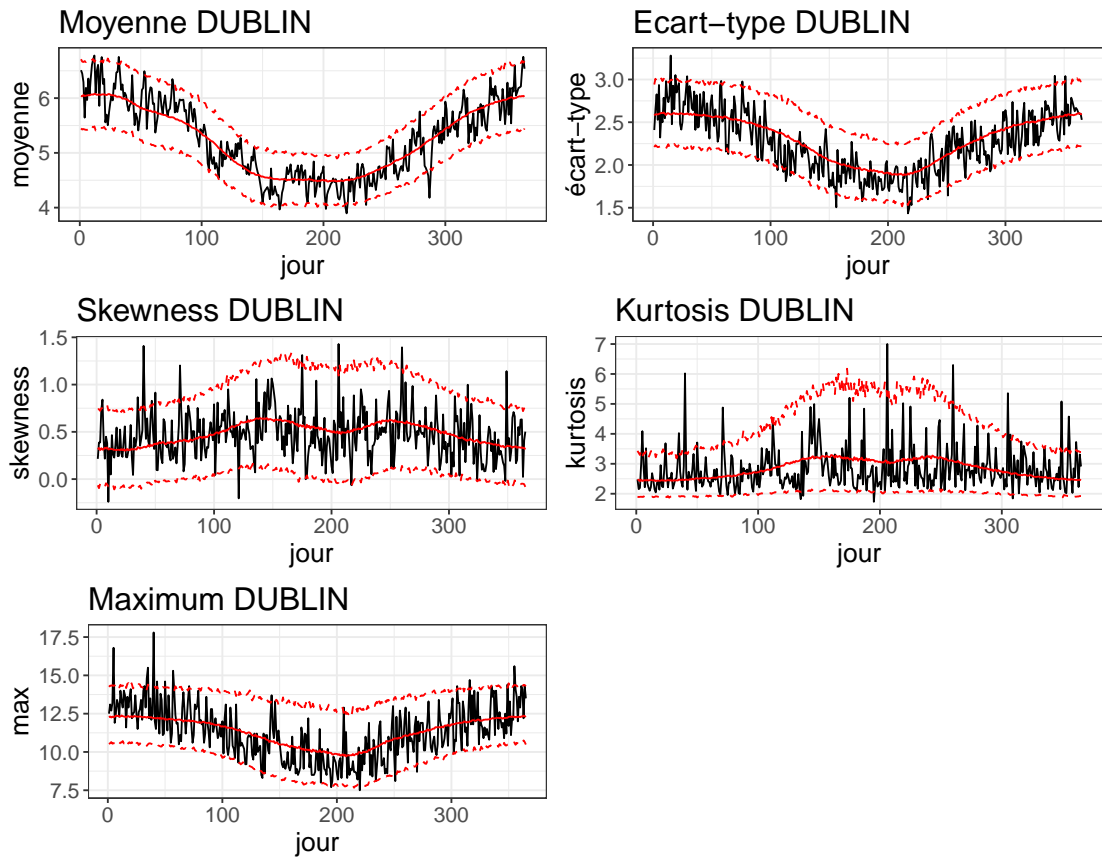 Moyenne DUBLIN
moyenne
6
5
4
0 100 200 300
jour
Ecart−type DUBLIN
écart−type
3.0
2.5
2.0
1.5
0 100 200 300
jour
Skewness DUBLIN
skewness
1.5
1.0
0.5
0.0
0 100 200 300
jour
Kurtosis DUBLIN
kurtosis
7
6
5
4
3
2
0 100 200 300
jour
Maximum DUBLIN
max
17.5
15.0
12.5
10.0
7.5
0 100 200 300
jour